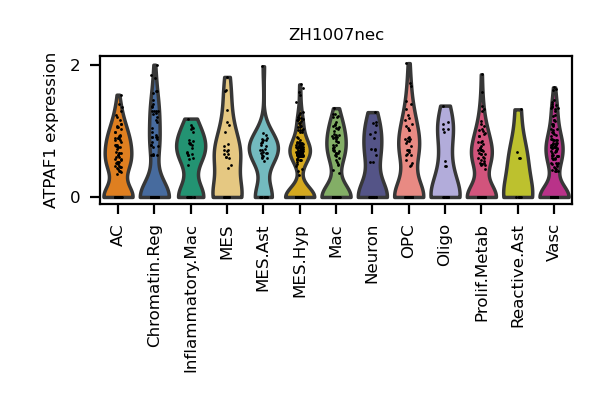 ZH1007nec
ATPAF1 expression
2
0
AC
Chromatin.Reg
Inflammatory.Mac
MES
MES.Ast
MES.Hyp
Mac
Neuron
OPC
Oligo
Prolif.Metab
Reactive.Ast
Vasc